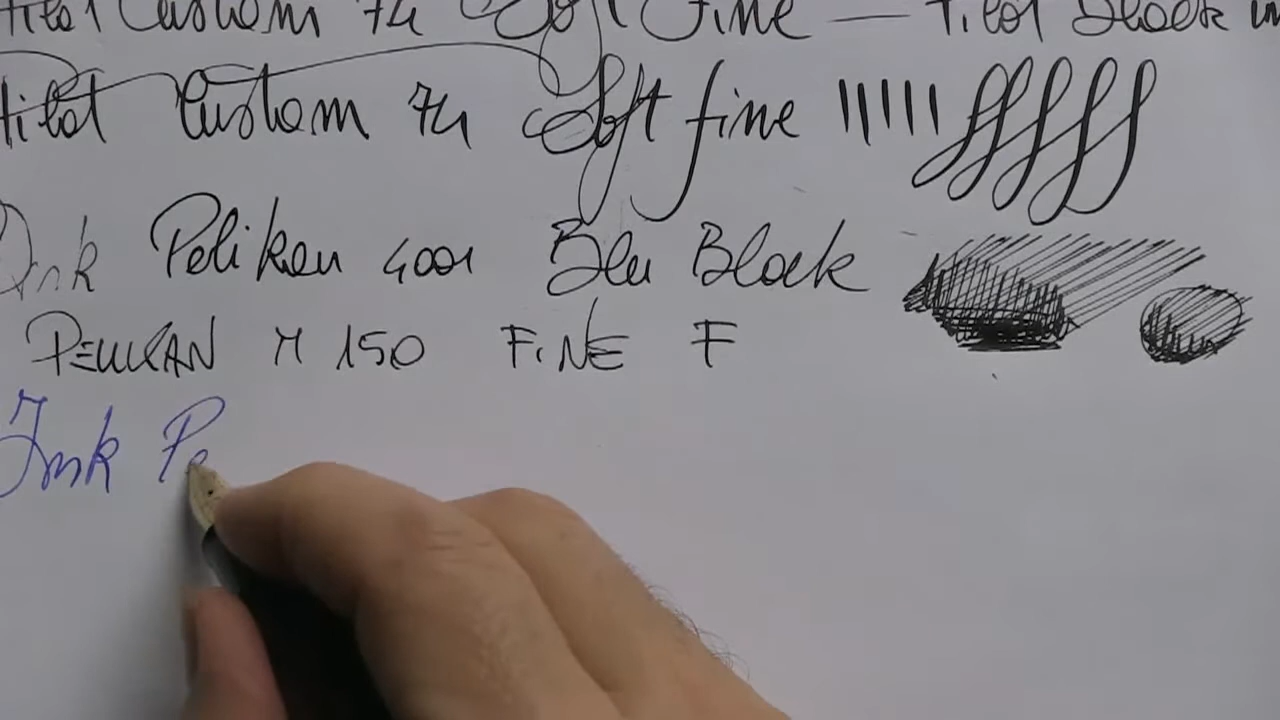 Pilot Custom 74 Soft Fine — Pilot Black in
Pilot Custom 74 Soft fine
Ink Pelikan 4001 Blu Black
PELIKAN M 150 FINE F
Ink Pe